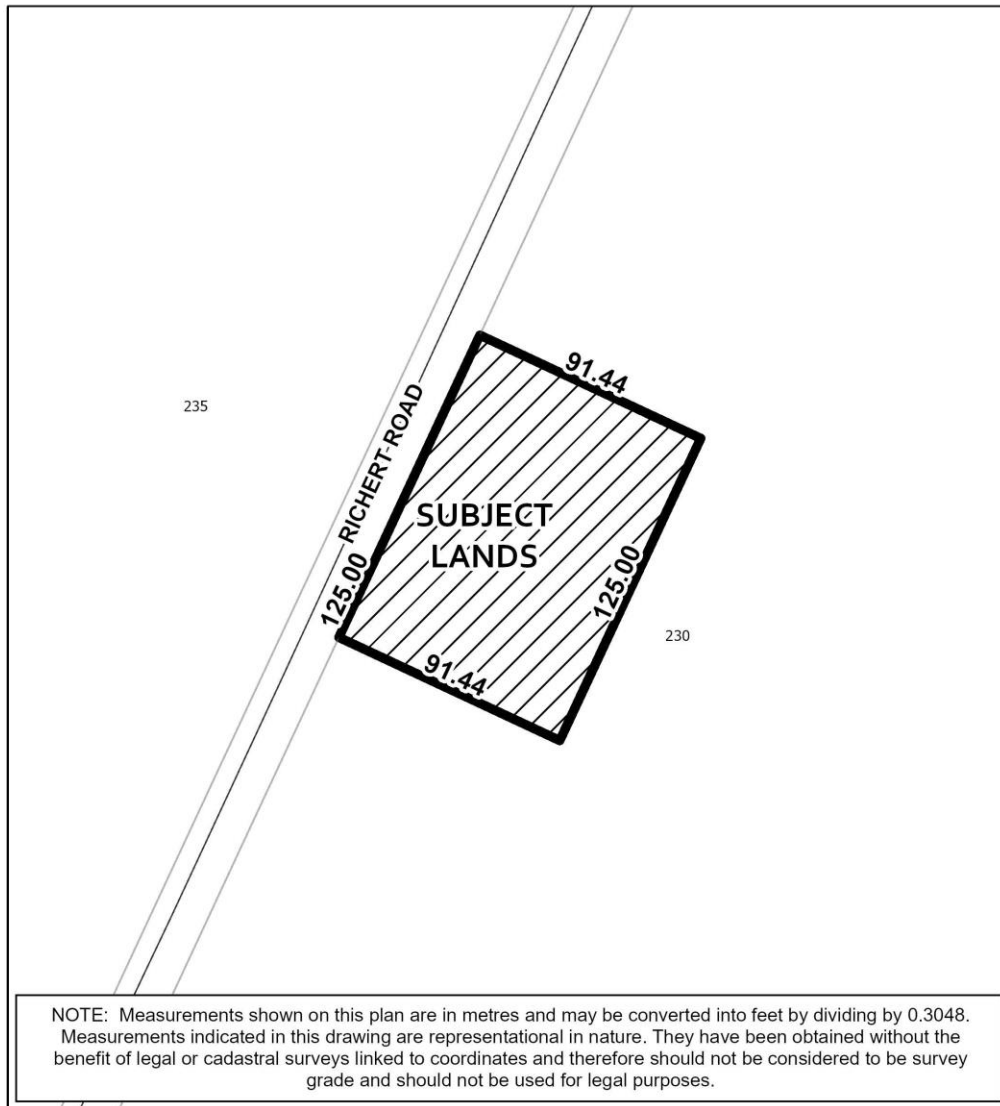 91.44
235
RICHERT ROAD
SUBJECT
LANDS
125.00
125.00
230
91.44
NOTE: Measurements shown on this plan are in metres and may be converted into feet by dividing by 0.3048.
Measurements indicated in this drawing are representational in nature. They have been obtained without the
benefit of legal or cadastral surveys linked to coordinates and therefore should not be considered to be survey
grade and should not be used for legal purposes.